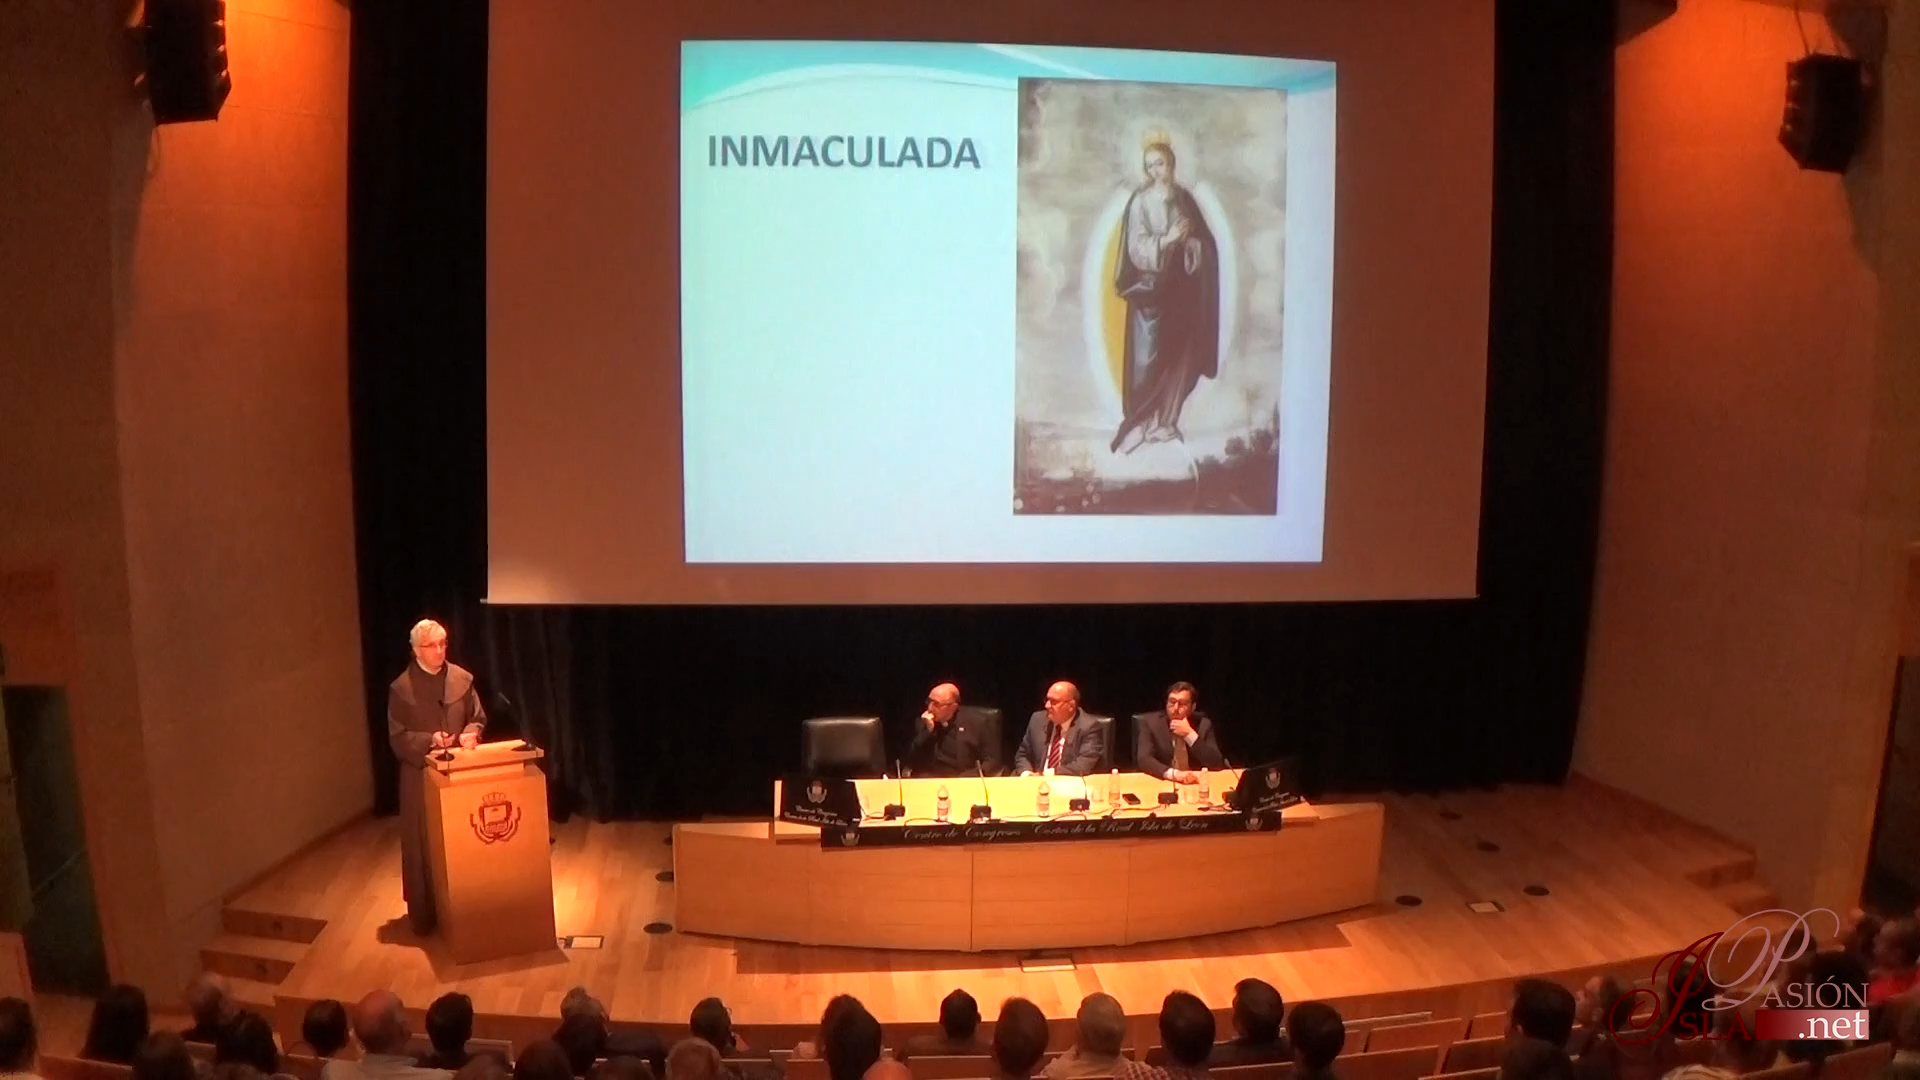 INMACULADA
Centro de Congresos Cortes de la Real Isla de León
PASIÓN
ISLA .net